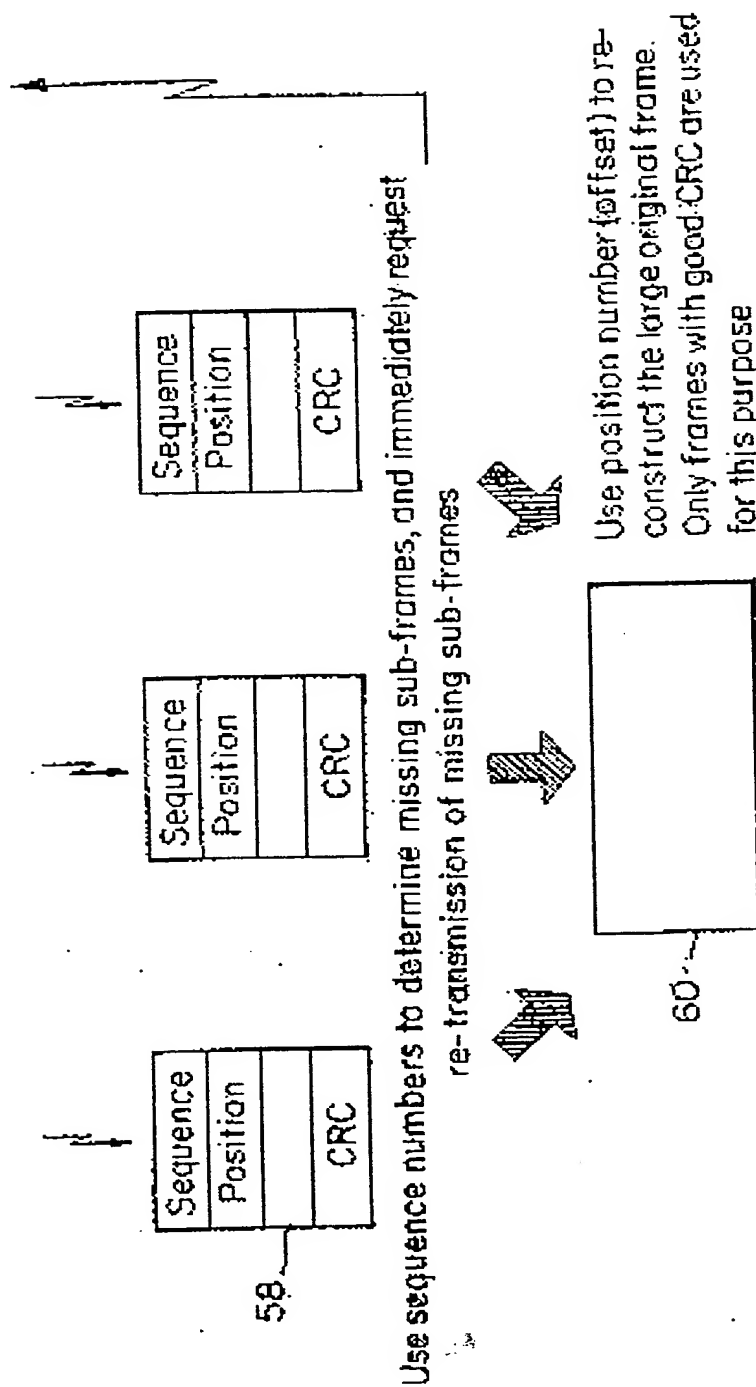 Sequence
Position
CRC
58
Sequence
Position
CRC
Sequence
Position
CRC
Use sequence numbers to determine missing sub-frames, and immediately request
re-transmission of missing sub-frames
60
Use position number (offset) to re-
construct the large original frame.
Only frames with good CRC are used
for this purpose